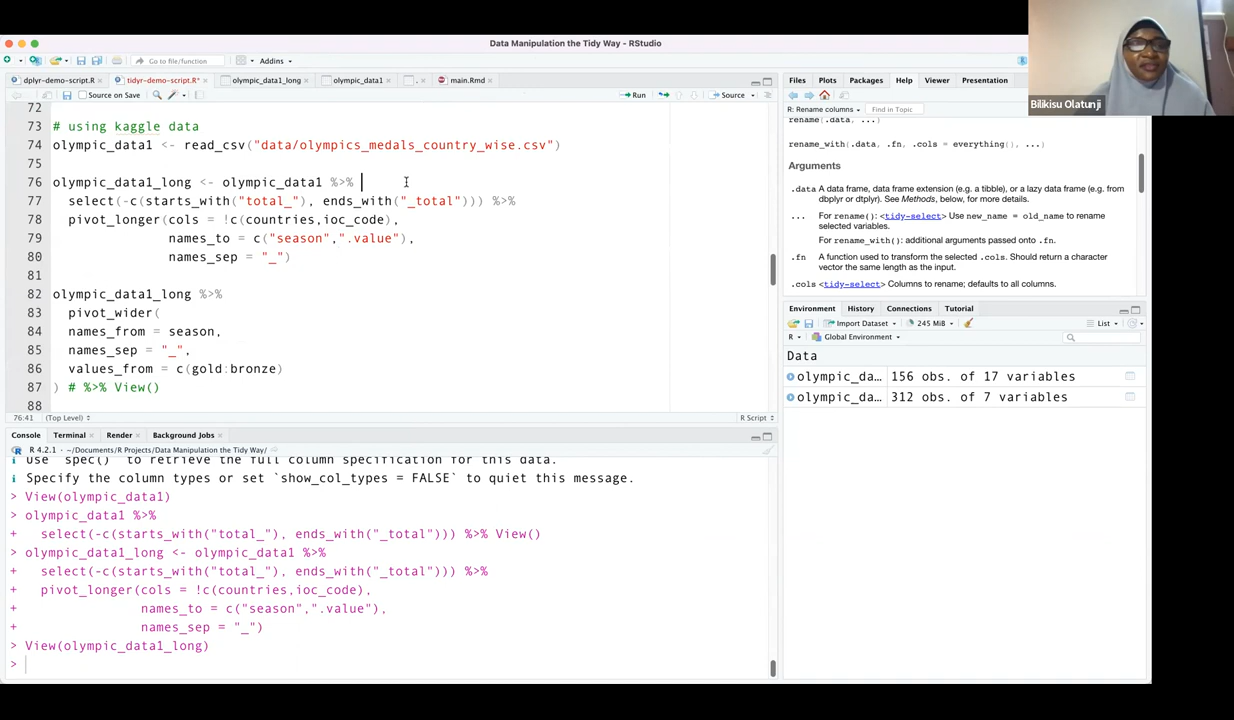 Data Manipulation the Tidy Way - RStudio
Go to file/function
Addins
dplyr-demo-script.R
tidyr-demo-script.R*
olympic_data1_long
olympic_data1
.
main.Rmd
Source on Save
Run
Source
72
73 # using kaggle data
74 olympic_data1 <- read_csv("data/olympics_medals_country_wise.csv")
75
76 olympic_data1_long <- olympic_data1 %>%
77 select(-c(starts_with("total_"), ends_with("_total"))) %>%
78 pivot_longer(cols = !c(countries,ioc_code),
79 names_to = c("season",".value"),
80 names_sep = "_")
81
82 olympic_data1_long %>%
83 pivot_wider(
84 names_from = season,
85 names_sep = "_",
86 values_from = c(gold:bronze)
87 ) # %>% View()
88
76:41 (Top Level)
R Script
Console
Terminal
Render
Background Jobs
R 4.2.1 · ~/Documents/R Projects/Data Manipulation the Tidy Way/
i Use `spec()` to retrieve the full column specification for this data.
i Specify the column types or set `show_col_types = FALSE` to quiet this message.
> View(olympic_data1)
> olympic_data1 %>%
+ select(-c(starts_with("total_"), ends_with("_total"))) %>% View()
> olympic_data1_long <- olympic_data1 %>%
+ select(-c(starts_with("total_"), ends_with("_total"))) %>%
+ pivot_longer(cols = !c(countries,ioc_code),
+ names_to = c("season",".value"),
+ names_sep = "_")
> View(olympic_data1_long)
>
Files
Plots
Packages
Help
Viewer
Presentation
R: Rename columns
Find in Topic
rename(.data, ...)
rename_with(.data, .fn, .cols = everything(), ...)
Arguments
.data A data frame, data frame extension (e.g. a tibble), or a lazy data frame (e.g. from
dbplyr or dtplyr). See Methods, below, for more details.
... For rename(): <tidy-select> Use new_name = old_name to rename
selected variables.
For rename_with(): additional arguments passed onto .fn.
.fn A function used to transform the selected .cols. Should return a character
vector the same length as the input.
.cols <tidy-select> Columns to rename; defaults to all columns.
Environment
History
Connections
Tutorial
Import Dataset
245 MiB
List
R
Global Environment
Data
olympic_da… 156 obs. of 17 variables
olympic_da… 312 obs. of 7 variables
Bilikisu Olatunji